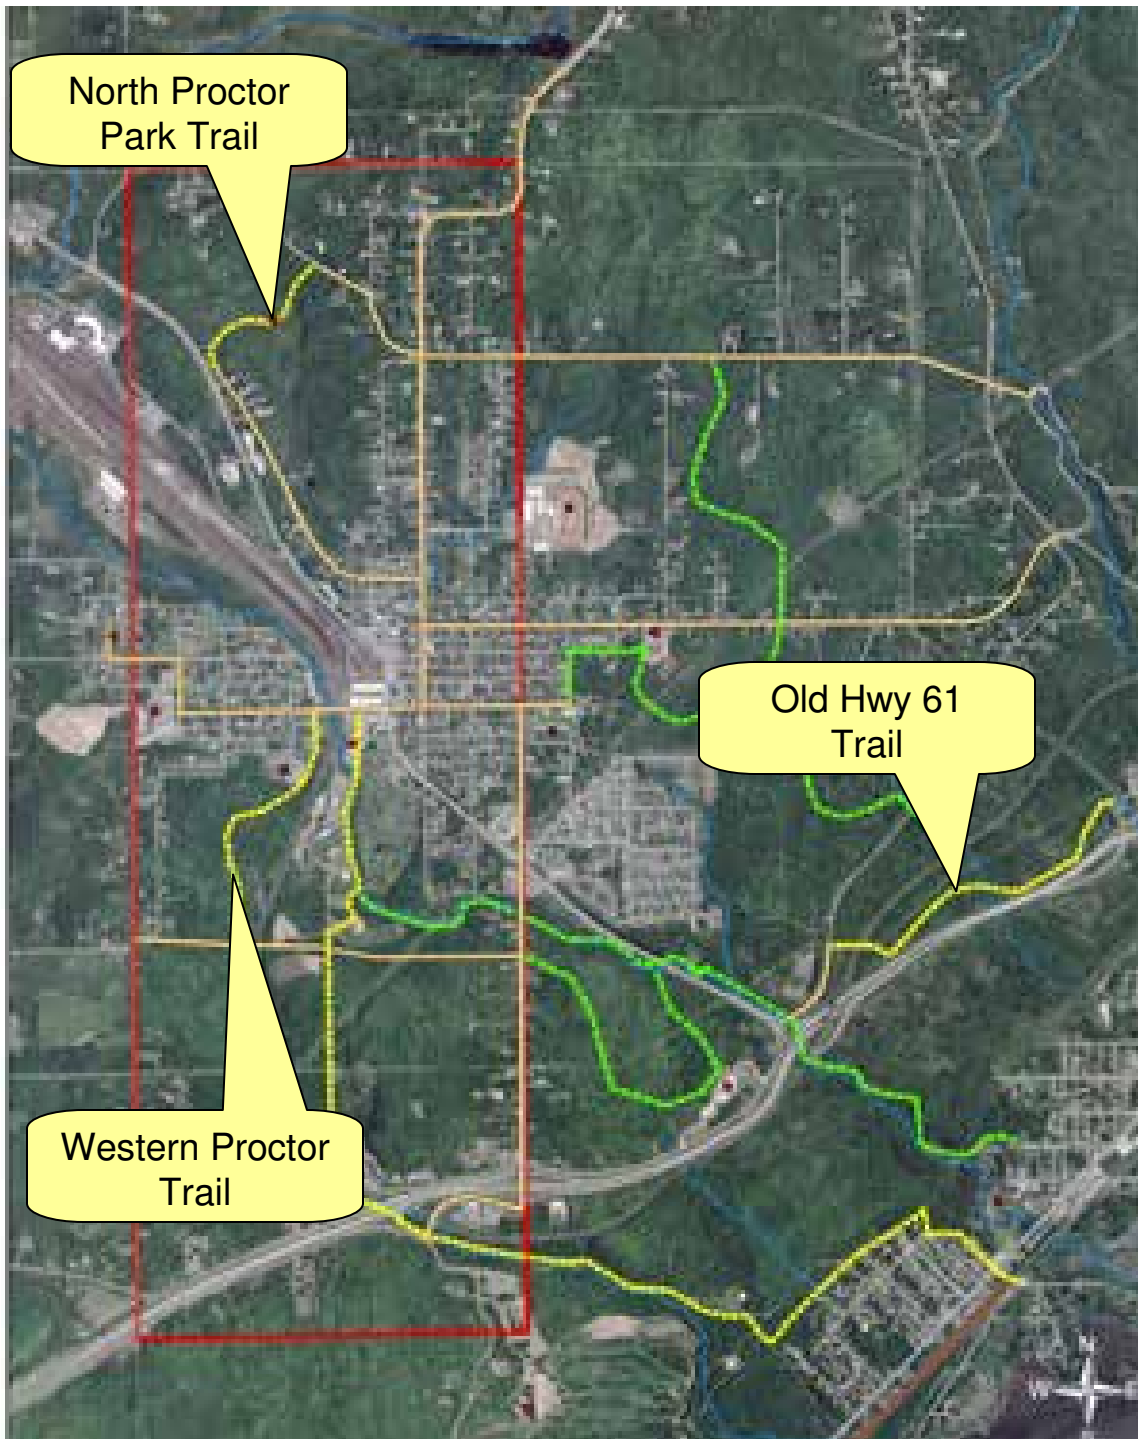 North Proctor
Park Trail
Old Hwy 61
Trail
Western Proctor
Trail
N
W